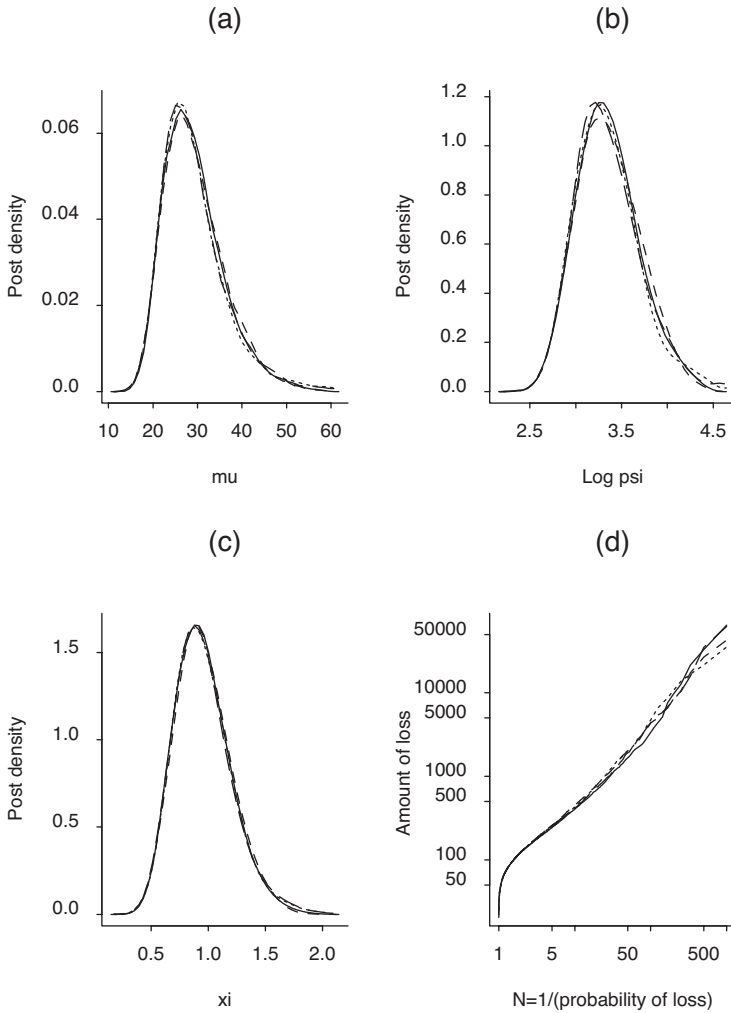 (a)
Post density
0.06
0.04
0.02
0.0
10 20 30 40 50 60
mu
(b)
Post density
1.2
1.0
0.8
0.6
0.4
0.2
0.0
2.5 3.5 4.5
Log psi
(c)
Post density
1.5
1.0
0.5
0.0
0.5 1.0 1.5 2.0
xi
(d)
Amount of loss
50000
10000
5000
1000
500
100
50
1 5 50 500
N=1/(probability of loss)